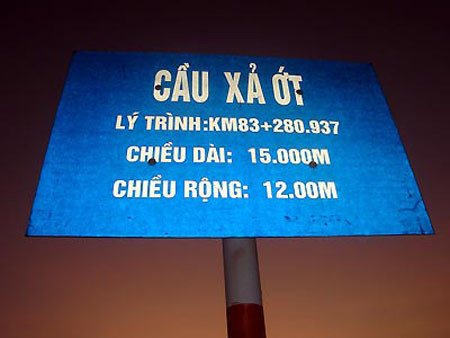 CẦU XẢ ỚT
LÝ TRÌNH:KM83+280.937
CHIỀU DÀI: 15.000M
CHIỀU RỘNG: 12.00M